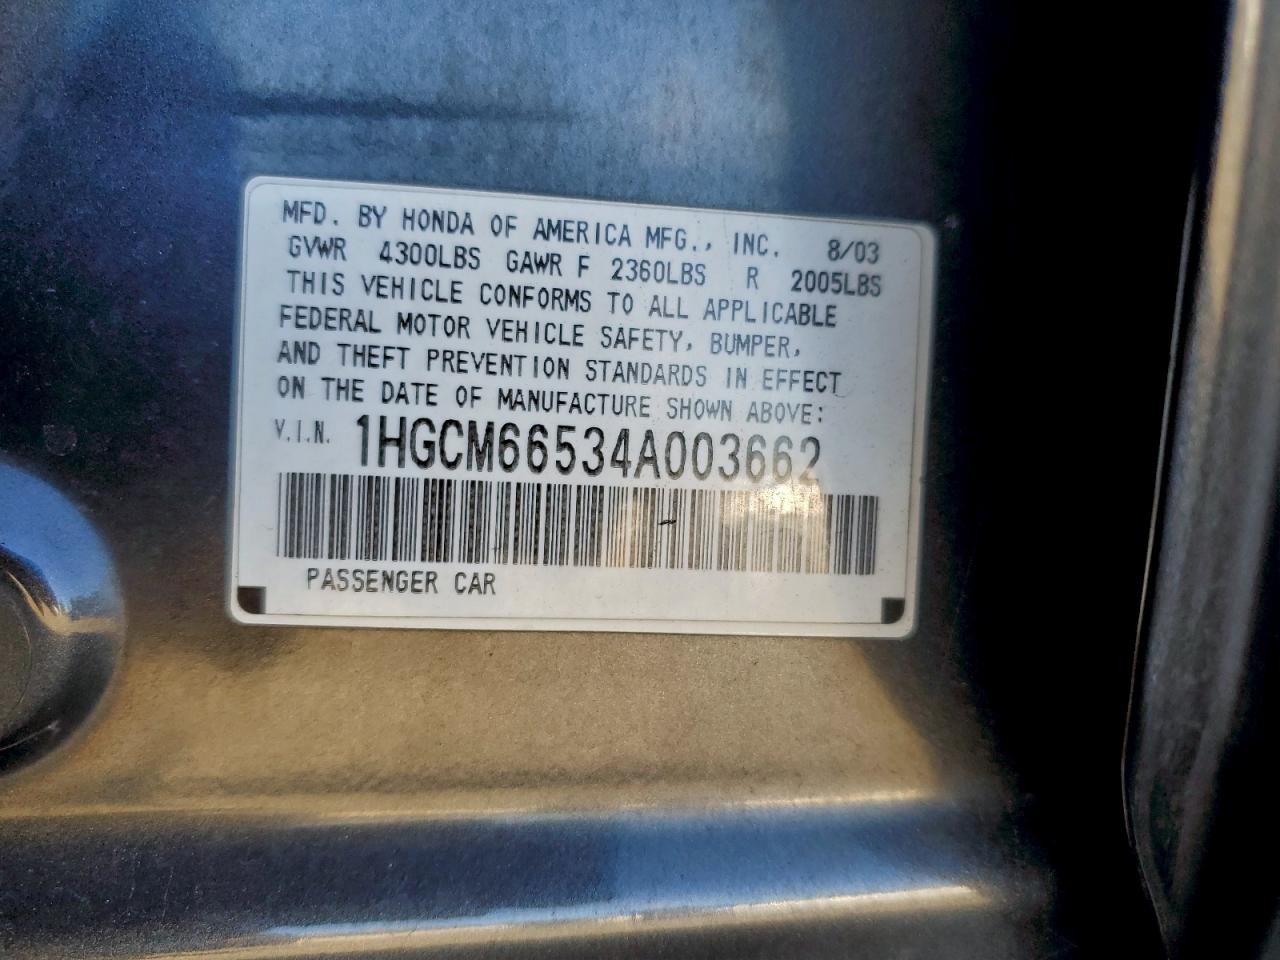 MFD. BY HONDA OF AMERICA MFG., INC. 8/03
GVWR 4300LBS GAWR F 2360LBS R 2005LBS
THIS VEHICLE CONFORMS TO ALL APPLICABLE
FEDERAL MOTOR VEHICLE SAFETY, BUMPER,
AND THEFT PREVENTION STANDARDS IN EFFECT
ON THE DATE OF MANUFACTURE SHOWN ABOVE:
V.I.N. 1HGCM66534A003662
PASSENGER CAR